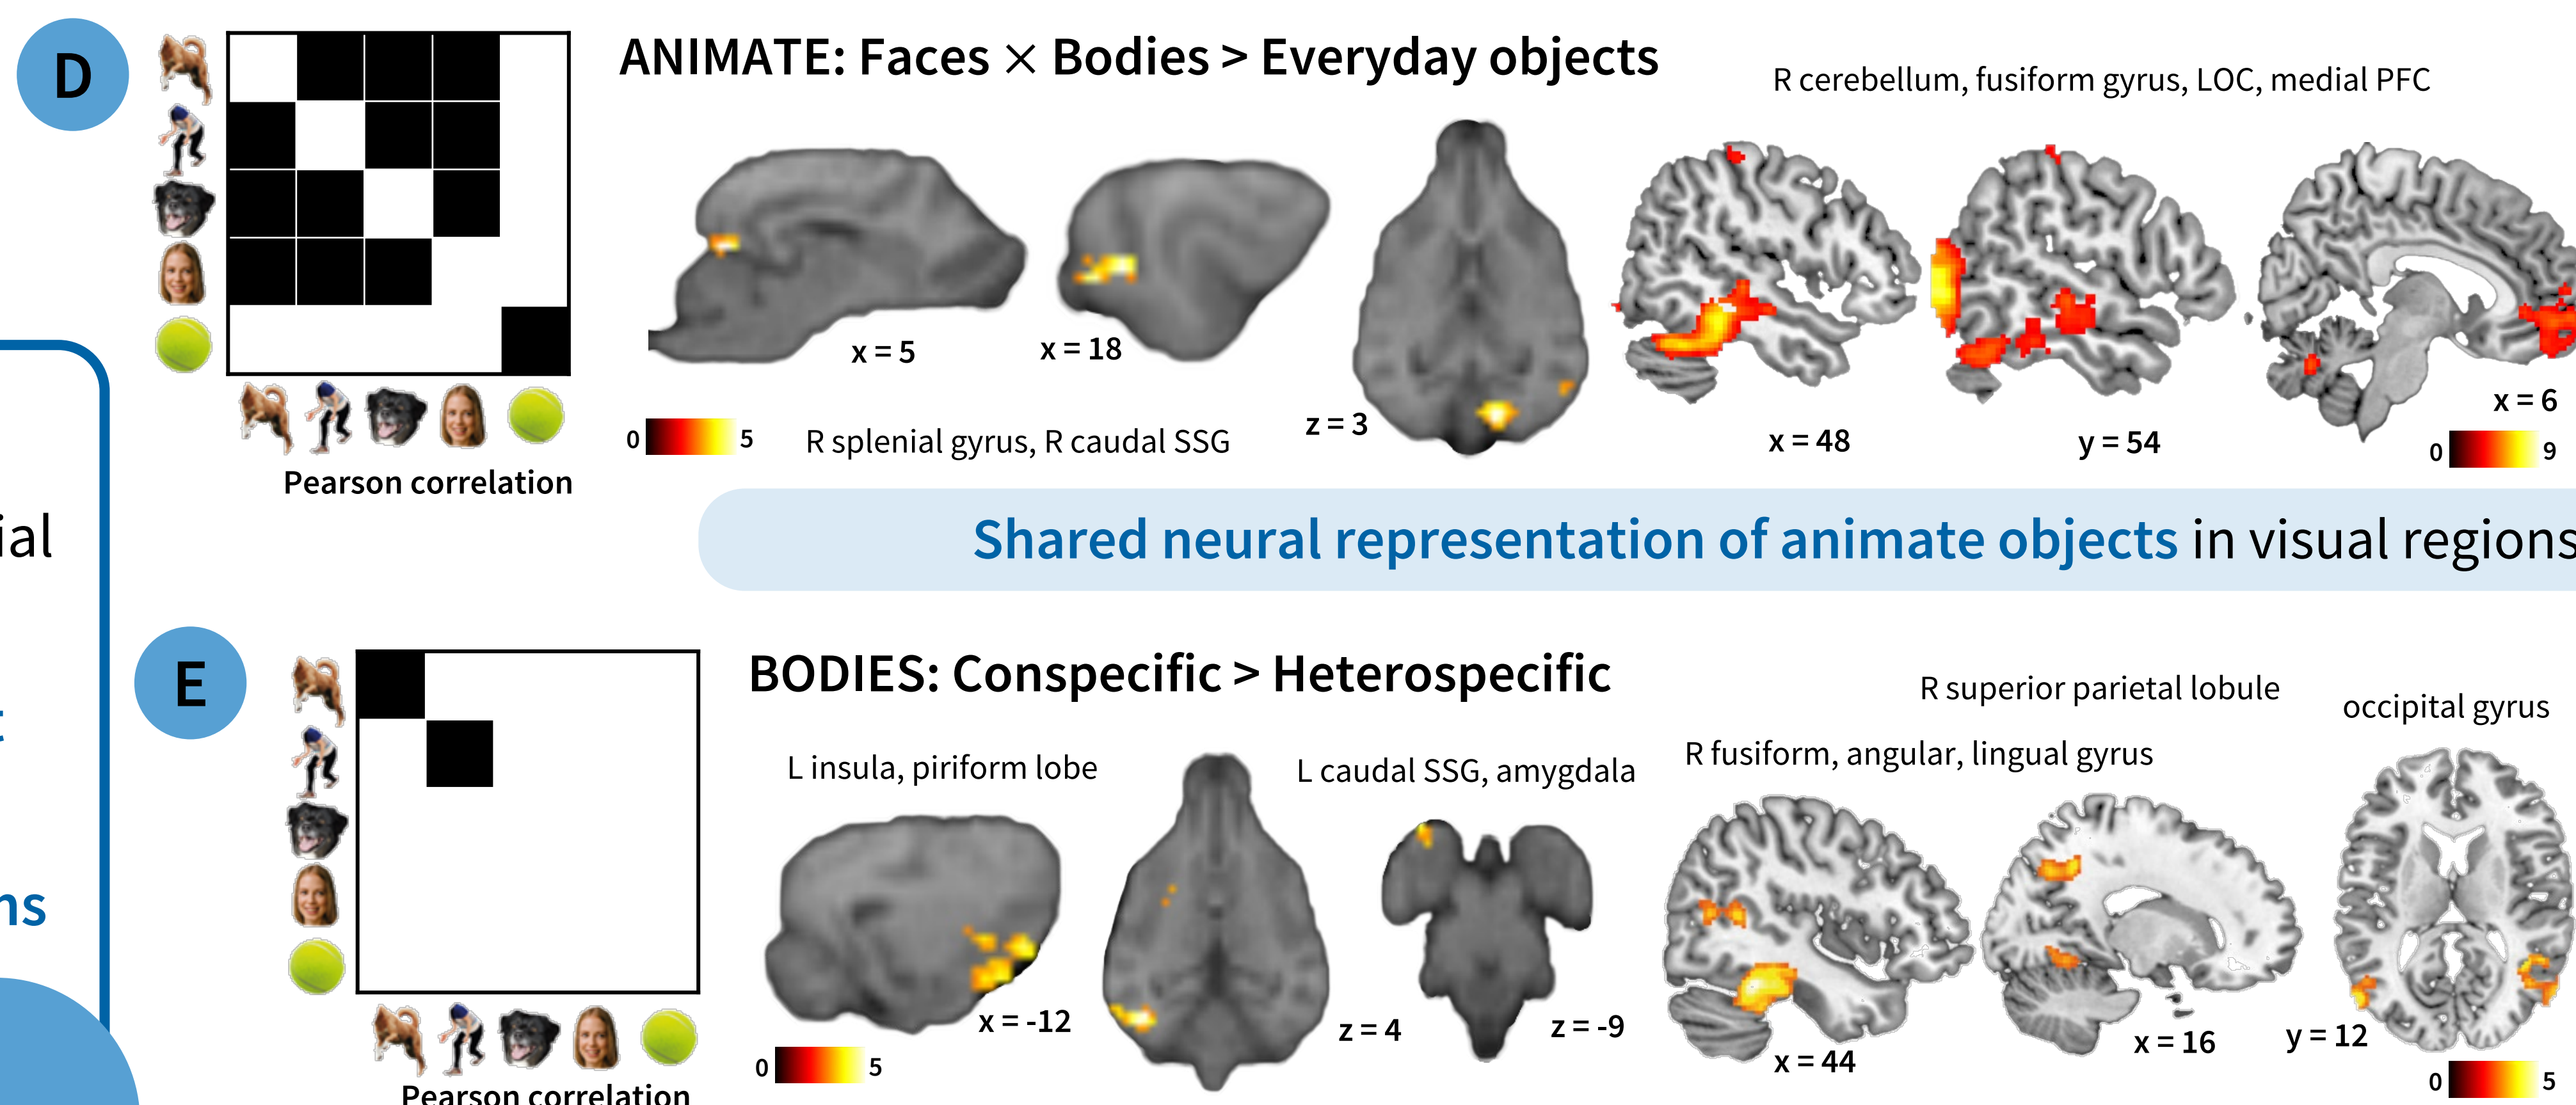 D
ANIMATE: Faces × Bodies > Everyday objects
R cerebellum, fusiform gyrus, LOC, medial PFC
x = 5
x = 18
z = 3
x = 48
y = 54
x = 6
0
5
R splenial gyrus, R caudal SSG
0
9
Pearson correlation
Shared neural representation of animate objects in visual regions
ial
t
ns
E
BODIES: Conspecific > Heterospecific
R superior parietal lobule
occipital gyrus
L insula, piriform lobe
L caudal SSG, amygdala
R fusiform, angular, lingual gyrus
x = -12
z = 4
z = -9
x = 44
x = 16
y = 12
0
5
0
5
Pearson correlation